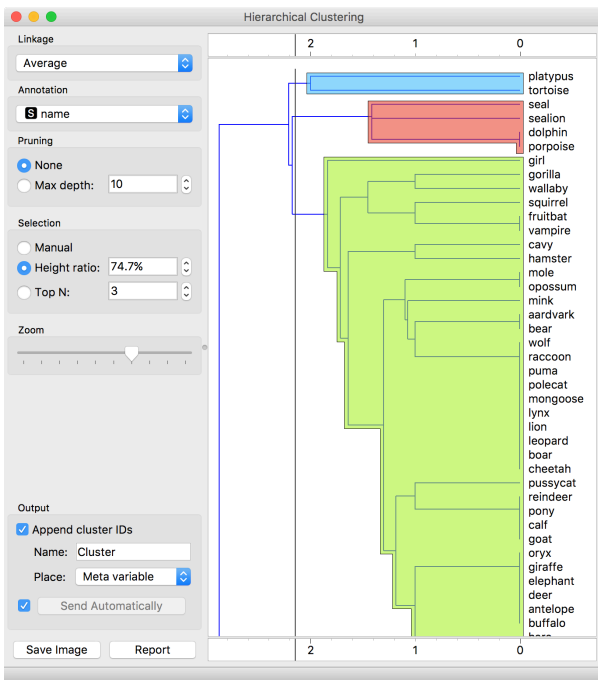 Hierarchical Clustering
Linkage
Average
Annotation
S name
Pruning
None
Max depth: 10
Selection
Manual
Height ratio: 74.7%
Top N: 3
Zoom
Output
Append cluster IDs
Name: Cluster
Place: Meta variable
Send Automatically
Save Image Report
2 1 0
platypus
tortoise
seal
sealion
dolphin
porpoise
girl
gorilla
wallaby
squirrel
fruitbat
vampire
cavy
hamster
mole
opossum
mink
aardvark
bear
wolf
raccoon
puma
polecat
mongoose
lynx
lion
leopard
boar
cheetah
pussycat
reindeer
pony
calf
goat
oryx
giraffe
elephant
deer
antelope
buffalo
2 1 0